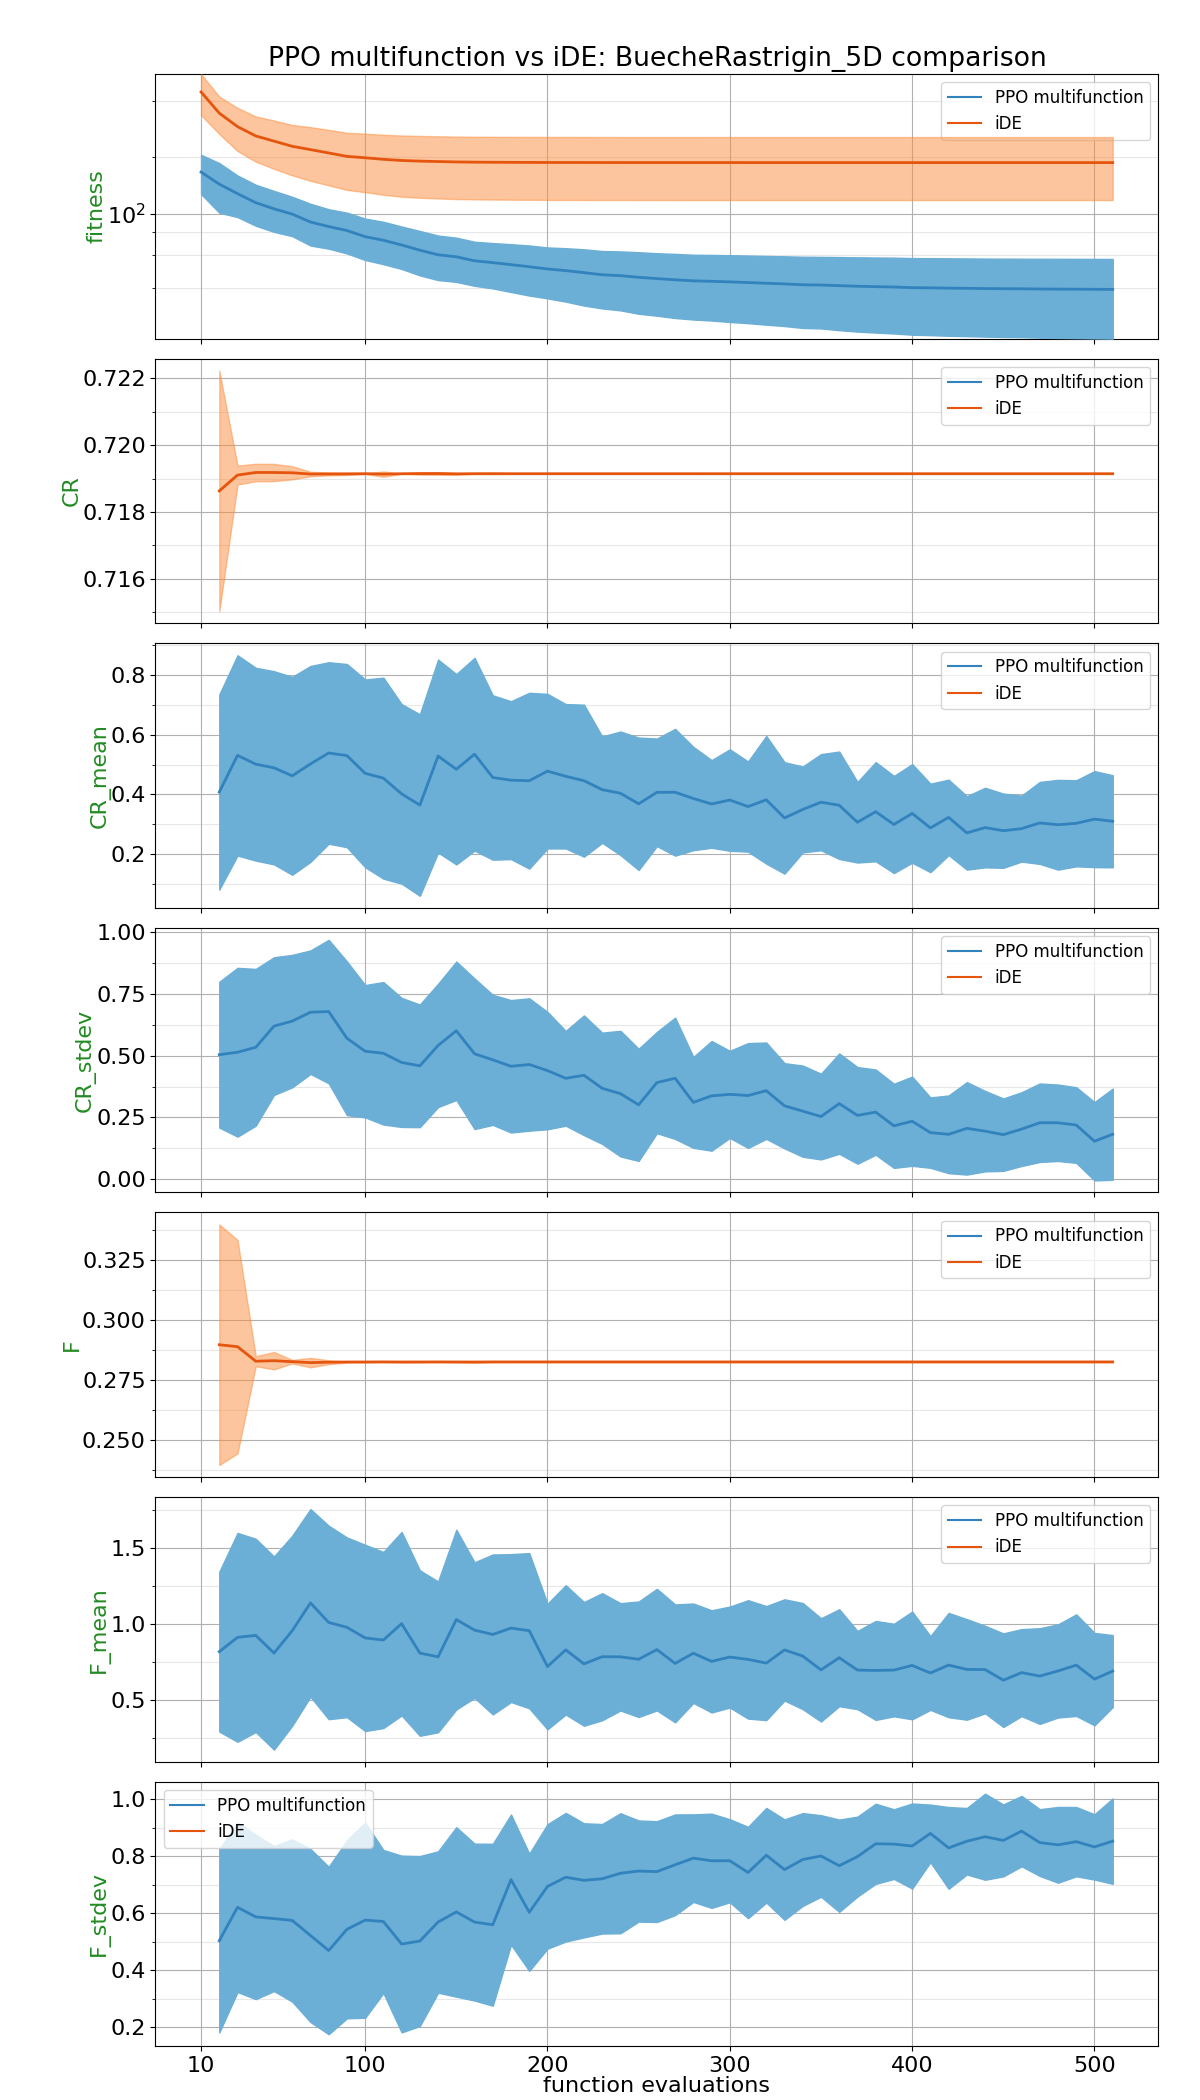 PPO multifunction vs iDE: BuecheRastrigin_5D comparison
fitness
10²
PPO multifunction
iDE
CR
0.722
0.720
0.718
0.716
PPO multifunction
iDE
CR_mean
0.8
0.6
0.4
0.2
PPO multifunction
iDE
CR_stdev
1.00
0.75
0.50
0.25
0.00
PPO multifunction
iDE
F
0.325
0.300
0.275
0.250
PPO multifunction
iDE
F_mean
1.5
1.0
0.5
PPO multifunction
iDE
F_stdev
1.0
0.8
0.6
0.4
0.2
PPO multifunction
iDE
10 100 200 300 400 500
function evaluations